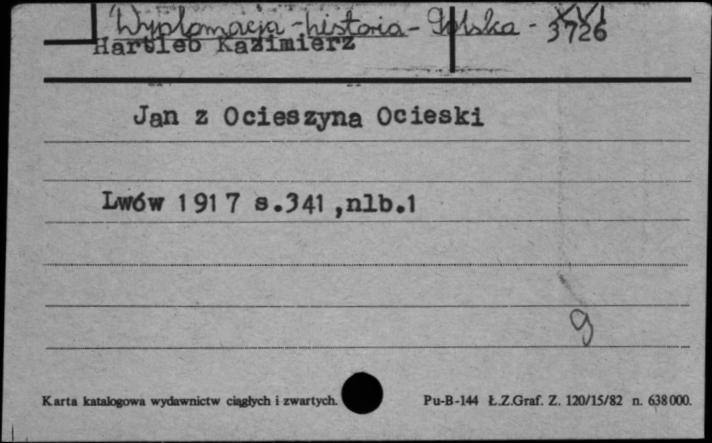 Dyplomacja - historia - Polska - XVI
3726
Hartleb Kazimierz
Jan z Ocieszyna Ocieski
Lwów 1917 s.341,nlb.1
g
Karta katalogowa wydawnictw ciągłych i zwartych. Pu-B-144 Ł.Z.Graf. Z. 120/15/82 n. 638000.